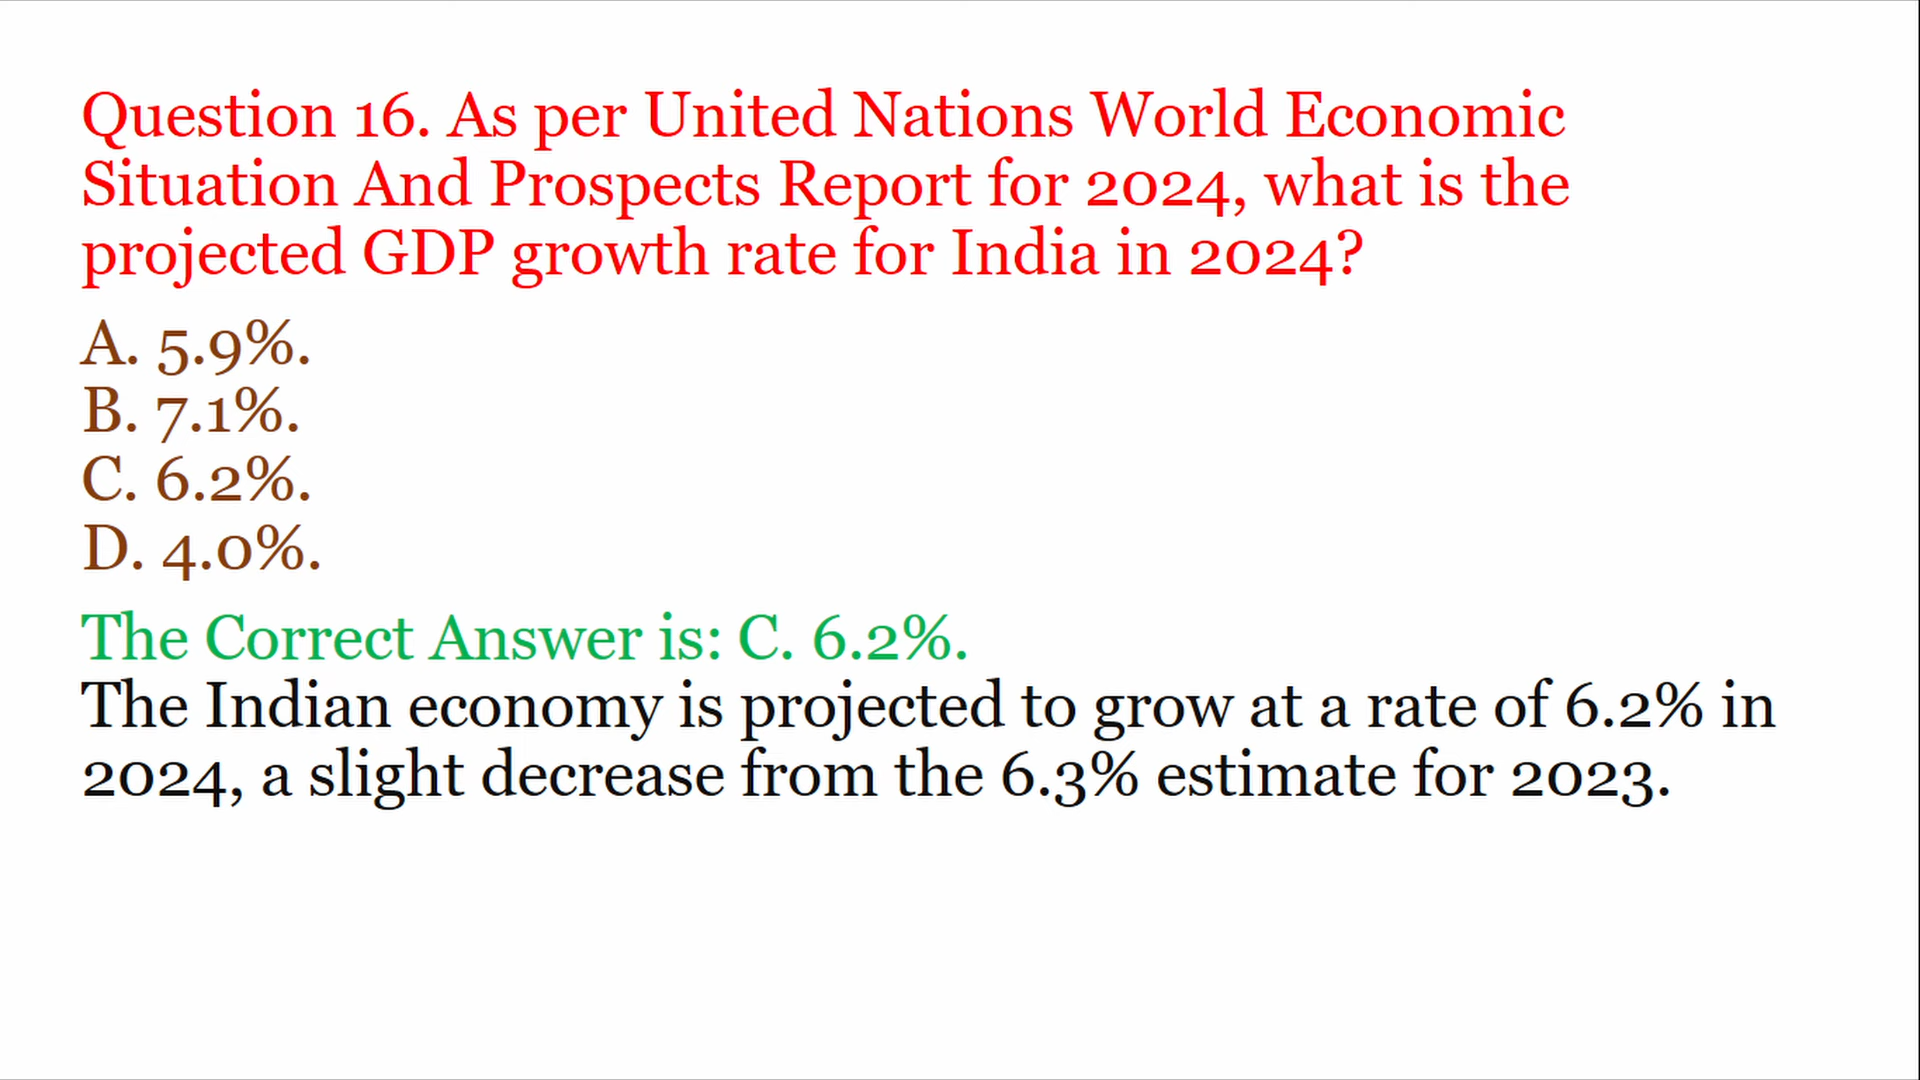 Question 16. As per United Nations World Economic
Situation And Prospects Report for 2024, what is the
projected GDP growth rate for India in 2024?
A. 5.9%.
B. 7.1%.
C. 6.2%.
D. 4.0%.
The Correct Answer is: C. 6.2%.
The Indian economy is projected to grow at a rate of 6.2% in
2024, a slight decrease from the 6.3% estimate for 2023.